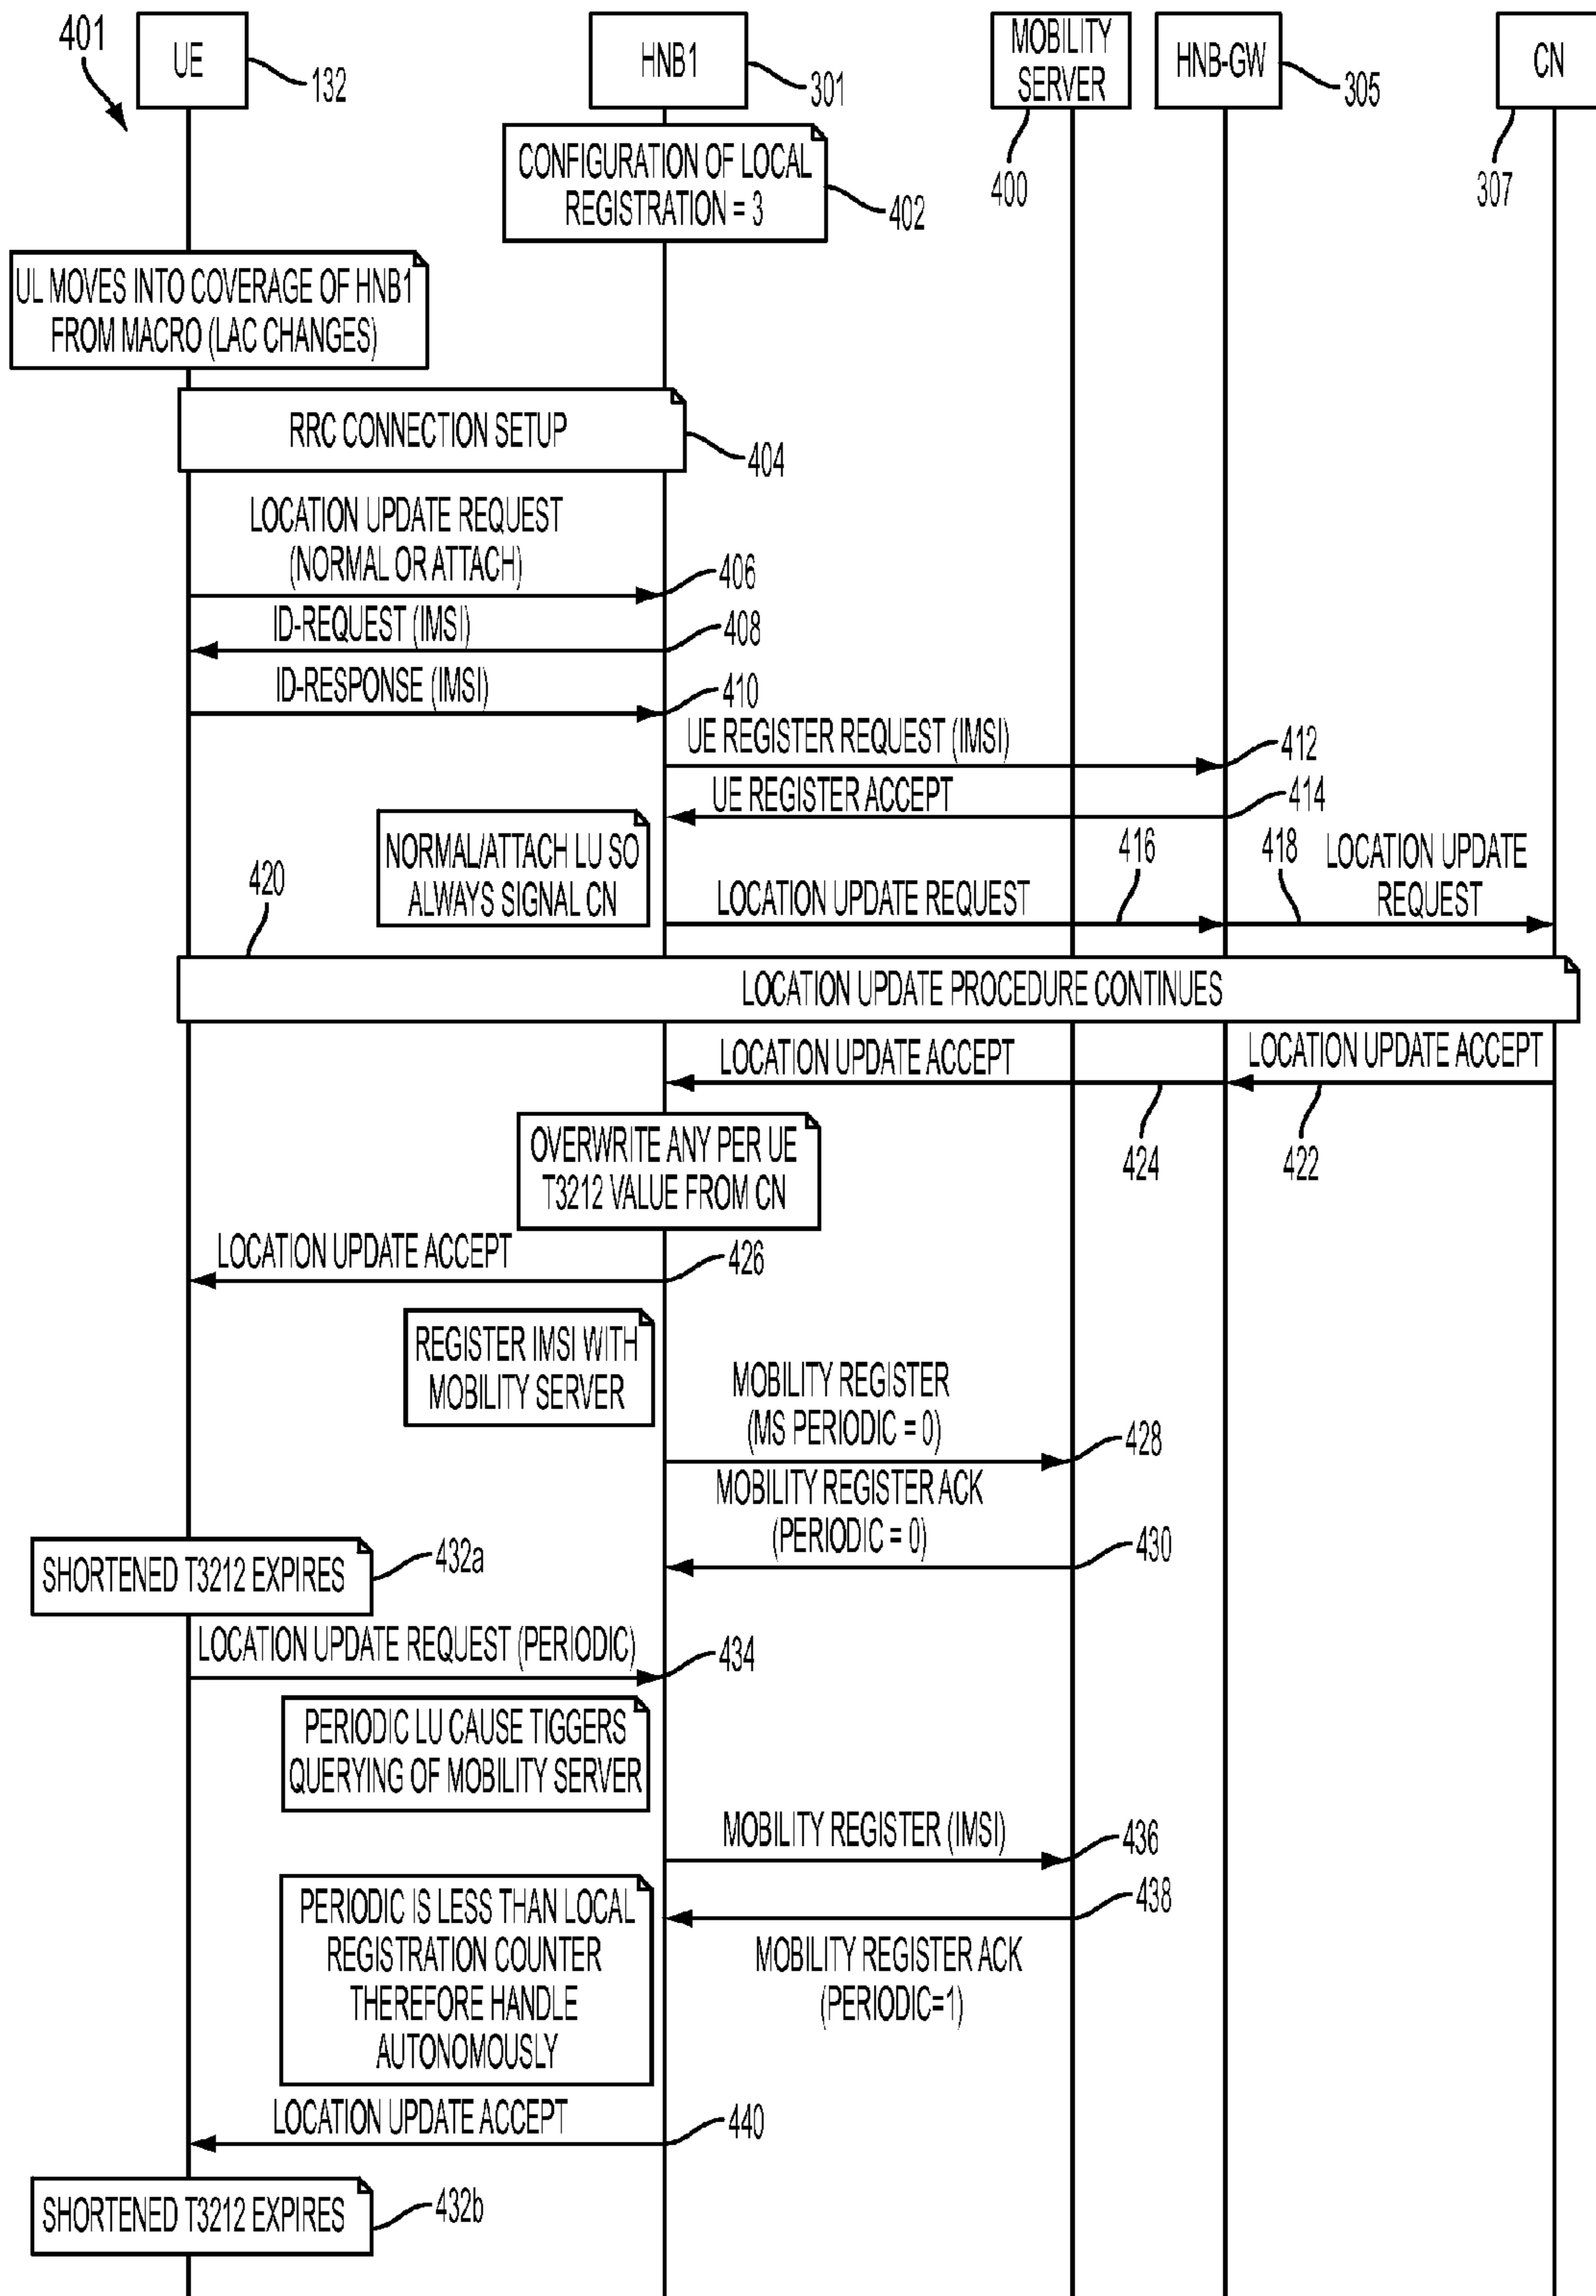 401
UE
132
HNB1
301
MOBILITY
SERVER
400
HNB-GW
305
CN
307
CONFIGURATION OF LOCAL
REGISTRATION = 3
402
UL MOVES INTO COVERAGE OF HNB1
FROM MACRO (LAC CHANGES)
RRC CONNECTION SETUP
404
LOCATION UPDATE REQUEST
(NORMAL OR ATTACH)
406
ID-REQUEST (IMSI)
408
ID-RESPONSE (IMSI)
410
UE REGISTER REQUEST (IMSI)
412
UE REGISTER ACCEPT
414
NORMAL/ATTACH LU SO
ALWAYS SIGNAL CN
LOCATION UPDATE REQUEST
416
418
LOCATION UPDATE
REQUEST
420
LOCATION UPDATE PROCEDURE CONTINUES
LOCATION UPDATE ACCEPT
LOCATION UPDATE ACCEPT
424
422
OVERWRITE ANY PER UE
T3212 VALUE FROM CN
LOCATION UPDATE ACCEPT
426
REGISTER IMSI WITH
MOBILITY SERVER
MOBILITY REGISTER
(MS PERIODIC = 0)
428
MOBILITY REGISTER ACK
(PERIODIC = 0)
430
SHORTENED T3212 EXPIRES
432a
LOCATION UPDATE REQUEST (PERIODIC)
434
PERIODIC LU CAUSE TIGGERS
QUERYING OF MOBILITY SERVER
MOBILITY REGISTER (IMSI)
436
438
PERIODIC IS LESS THAN LOCAL
REGISTRATION COUNTER
THEREFORE HANDLE
AUTONOMOUSLY
MOBILITY REGISTER ACK
(PERIODIC=1)
LOCATION UPDATE ACCEPT
440
SHORTENED T3212 EXPIRES
432b